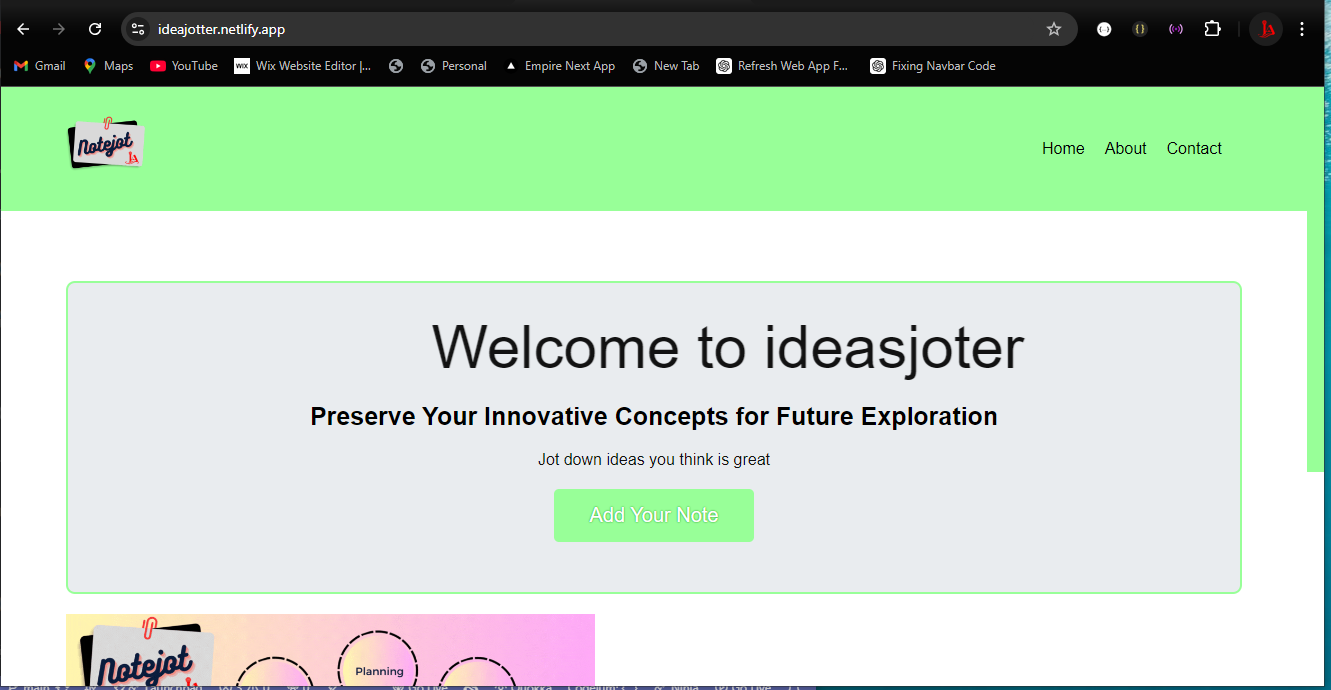 ideajotter.netlify.app
Gmail Maps YouTube WIX Wix Website Editor |... Personal Empire Next App New Tab Refresh Web App F... Fixing Navbar Code
Notejot
JA
Home About Contact
Welcome to ideasjoter
Preserve Your Innovative Concepts for Future Exploration
Jot down ideas you think is great
Add Your Note
Notejot
Planning